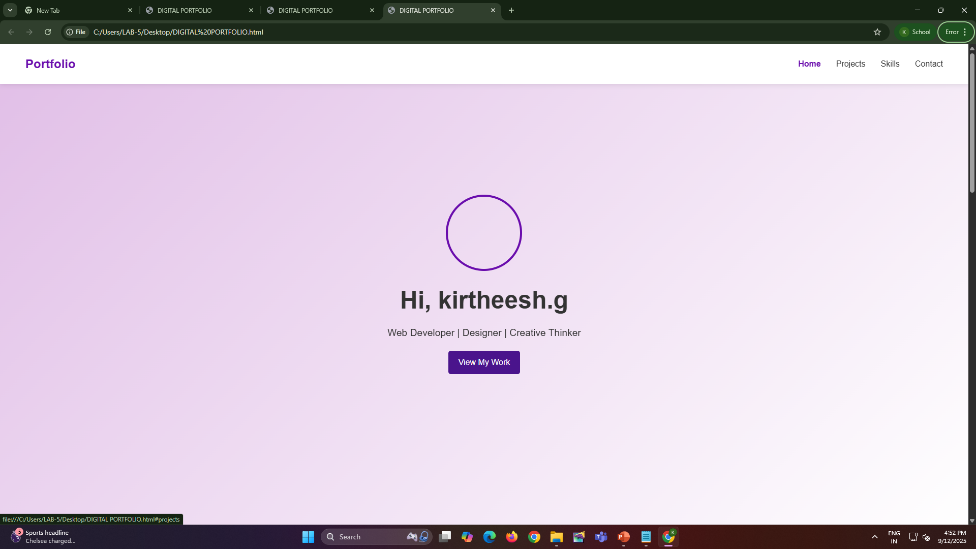 New Tab
DIGITAL PORTFOLIO
DIGITAL PORTFOLIO
DIGITAL PORTFOLIO
File C:/Users/LAB-5/Desktop/DIGITAL%20PORTFOLIO.html
K School
Error
Portfolio
Home Projects Skills Contact
Hi, kirtheesh.g
Web Developer | Designer | Creative Thinker
View My Work
file:///C:/Users/LAB-5/Desktop/DIGITAL PORTFOLIO.html#projects
Sports headline
Chelsea charged...
Search
ENG
IN
4:52 PM
9/12/2025